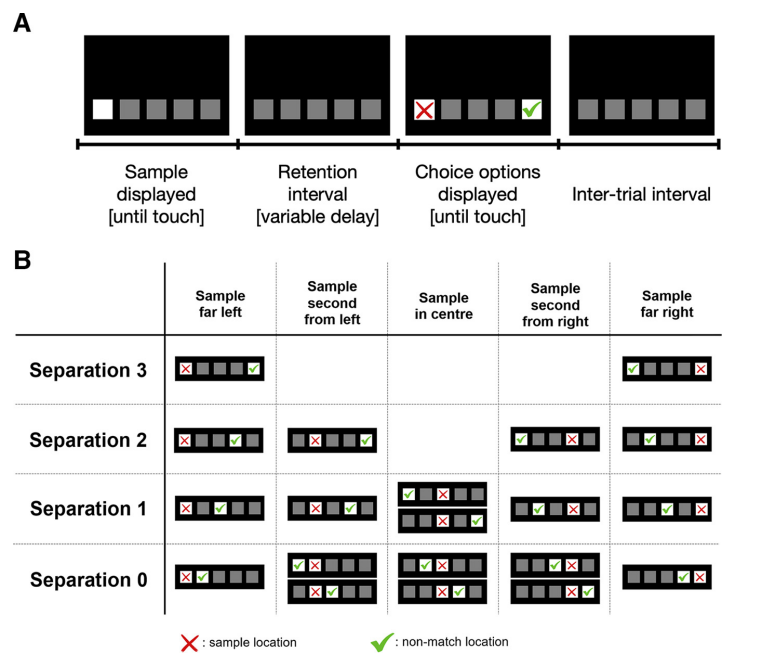 A
Sample
displayed
[until touch]
Retention
interval
[variable delay]
Choice options
displayed
[until touch]
Inter-trial interval
B
Sample
far left
Sample
second
from left
Sample
in centre
Sample
second
from right
Sample
far right
Separation 3
Separation 2
Separation 1
Separation 0
: sample location
: non-match location